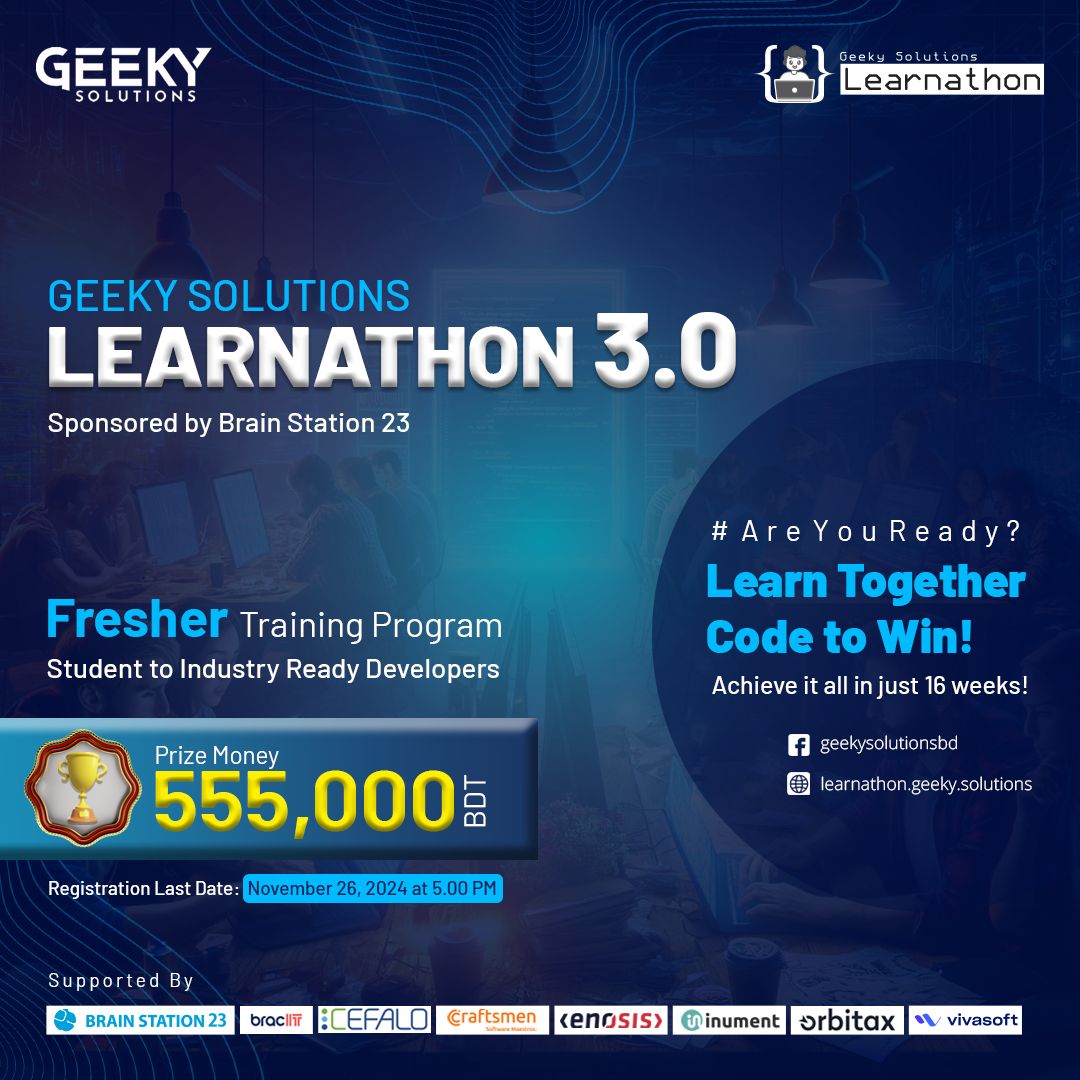 GEEKY
SOLUTIONS
Geeky Solutions
Learnathon
GEEKY SOLUTIONS
LEARNATHON 3.0
Sponsored by Brain Station 23
# Are You Ready?
Learn Together
Code to Win!
Achieve it all in just 16 weeks!
geekysolutionsbd
learnathon.geeky.solutions
Fresher Training Program
Student to Industry Ready Developers
Prize Money
555,000 BDT
Registration Last Date: November 26, 2024 at 5.00 PM
Supported By
BRAIN STATION 23
bracIT
CEFALO
Craftsmen
Software Maestros.
ENOSIS
inument
orbitax
vivasoft